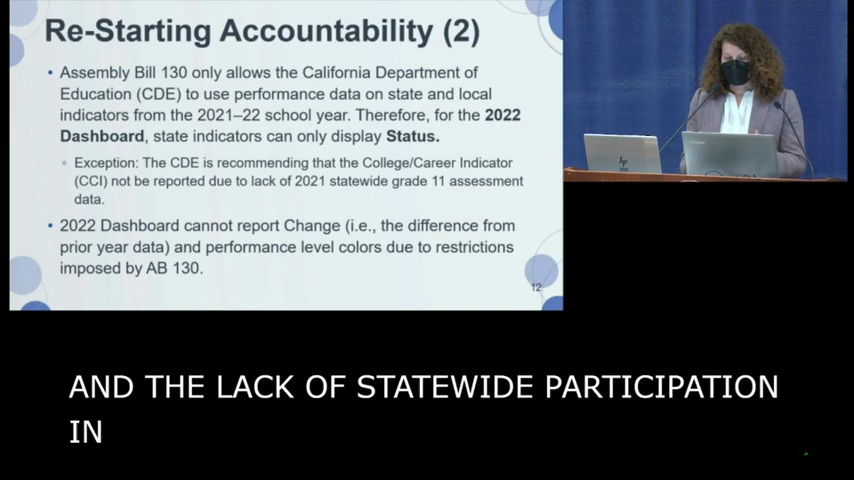 Re-Starting Accountability (2)
• Assembly Bill 130 only allows the California Department of
Education (CDE) to use performance data on state and local
indicators from the 2021–22 school year. Therefore, for the 2022
Dashboard, state indicators can only display Status.
◦ Exception: The CDE is recommending that the College/Career Indicator
(CCI) not be reported due to lack of 2021 statewide grade 11 assessment
data.
• 2022 Dashboard cannot report Change (i.e., the difference from
prior year data) and performance level colors due to restrictions
imposed by AB 130.
12
hp
AND THE LACK OF STATEWIDE PARTICIPATION
IN